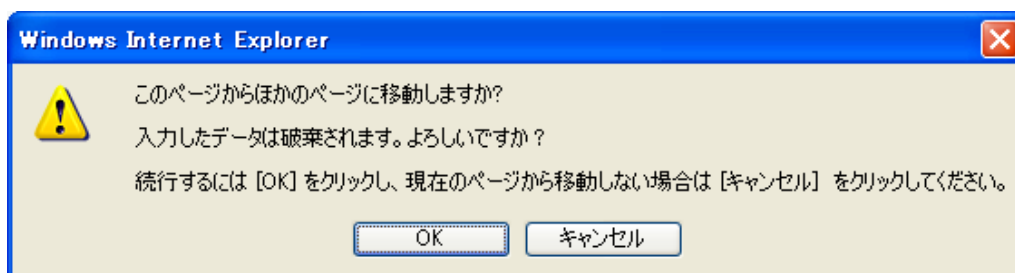 Windows Internet Explorer
このページからほかのページに移動しますか?
入力したデータは破棄されます。よろしいですか？
続行するには [OK] をクリックし、現在のページから移動しない場合は [キャンセル] をクリックしてください。
OK
キャンセル